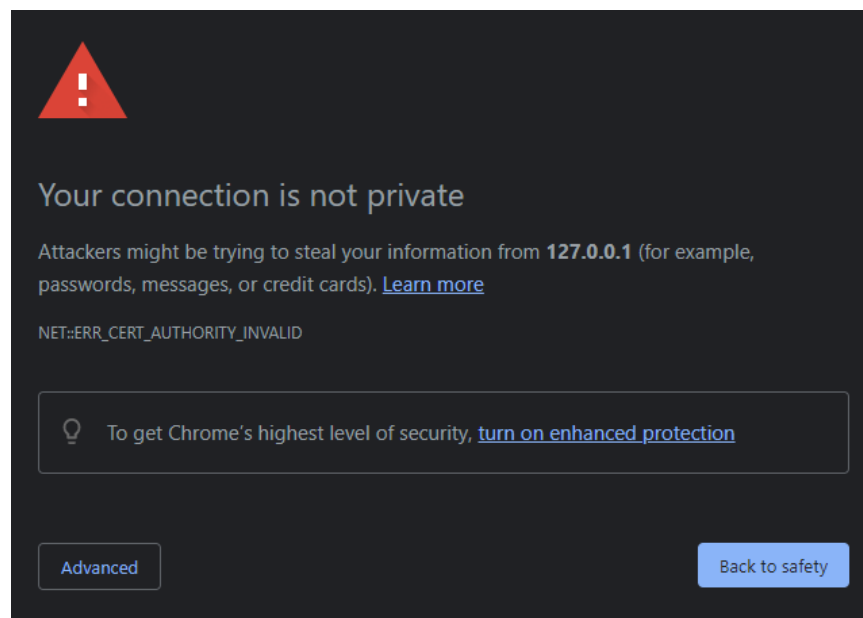 Your connection is not private
Attackers might be trying to steal your information from 127.0.0.1 (for example,
passwords, messages, or credit cards). Learn more
NET::ERR_CERT_AUTHORITY_INVALID
To get Chrome's highest level of security, turn on enhanced protection
Advanced
Back to safety